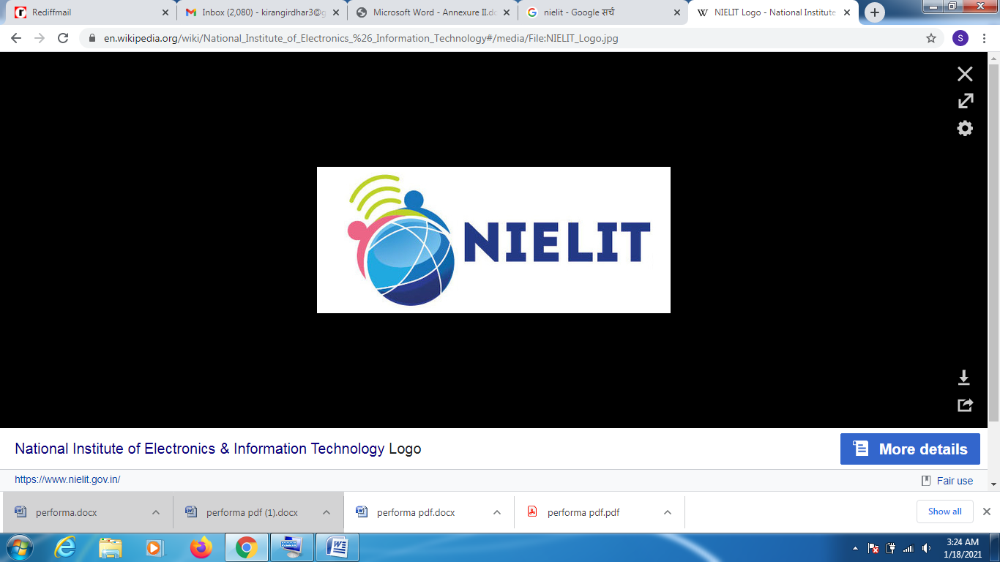 Rediffmail
Inbox (2,080) - kirangirdhar3@g
Microsoft Word - Annexure II.do
nielit - Google सर्च
NIELIT Logo - National Institute
en.wikipedia.org/wiki/National_Institute_of_Electronics_%26_Information_Technology#/media/File:NIELIT_Logo.jpg
S
NIELIT
National Institute of Electronics & Information Technology Logo
More details
https://www.nielit.gov.in/
Fair use
performa.docx
performa pdf (1).docx
performa pdf.docx
performa pdf.pdf
Show all
3:24 AM
1/18/2021